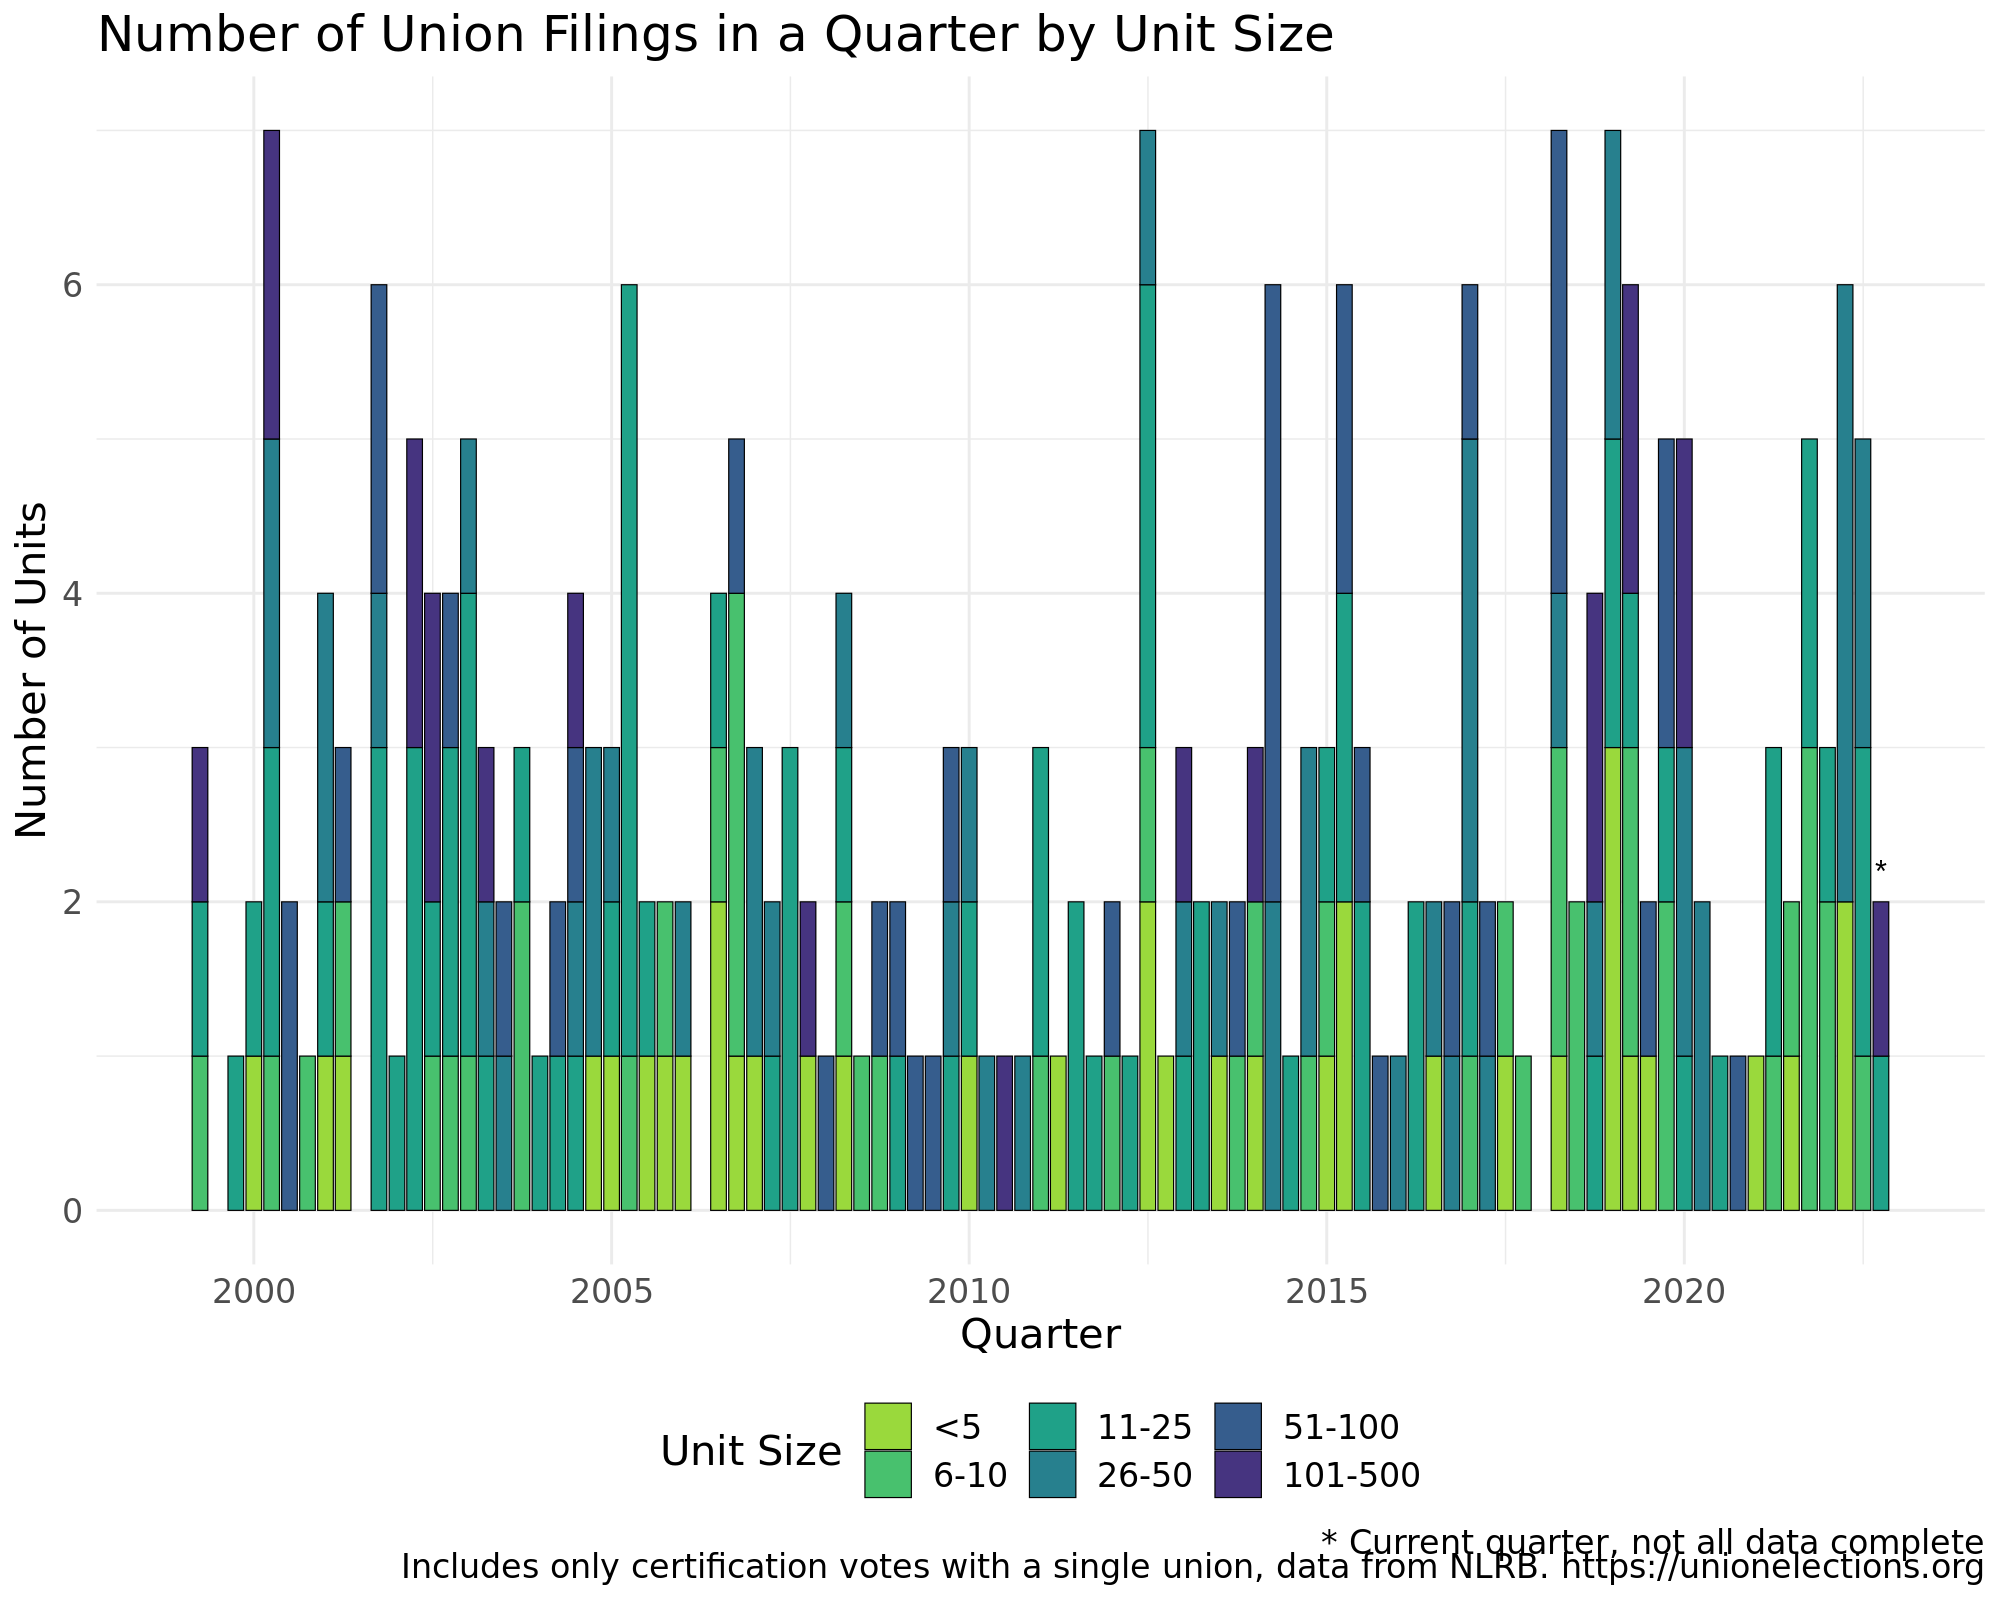 Number of Union Filings in a Quarter by Unit Size
Number of Units
6
4
2
0
*
2000 2005 2010 2015 2020
Quarter
Unit Size
<5 11-25 51-100
6-10 26-50 101-500
* Current quarter, not all data complete
Includes only certification votes with a single union, data from NLRB. https://unionelections.org